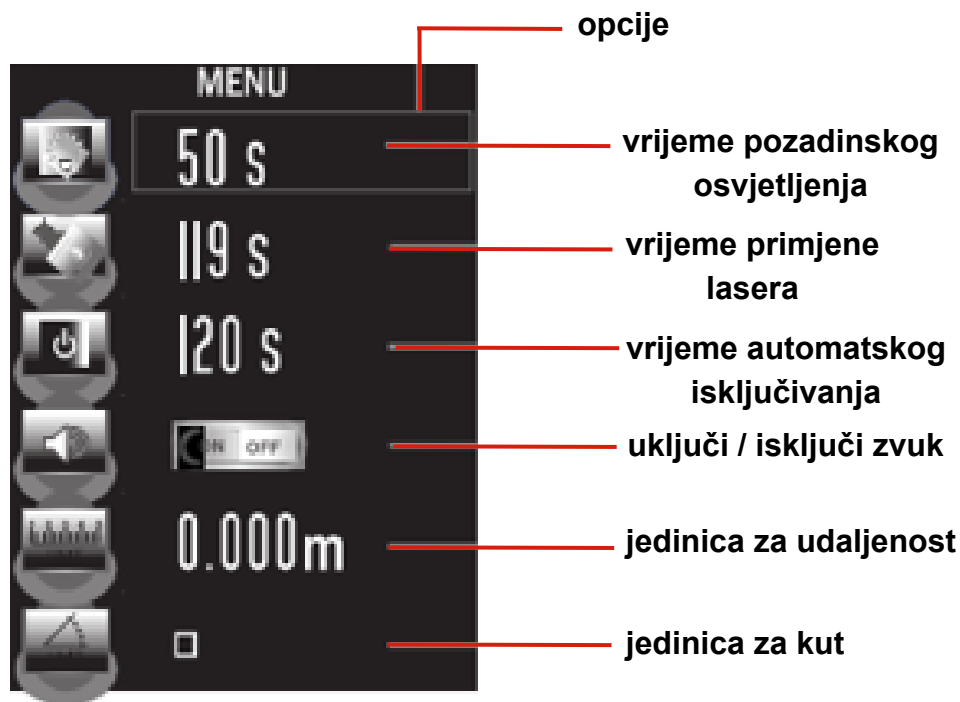 opcije
MENU
50 s
vrijeme pozadinskog
osvjetljenja
119 s
vrijeme primjene
lasera
120 s
vrijeme automatskog
isključivanja
ON OFF
uključi / isključi zvuk
0.000m
jedinica za udaljenost
jedinica za kut